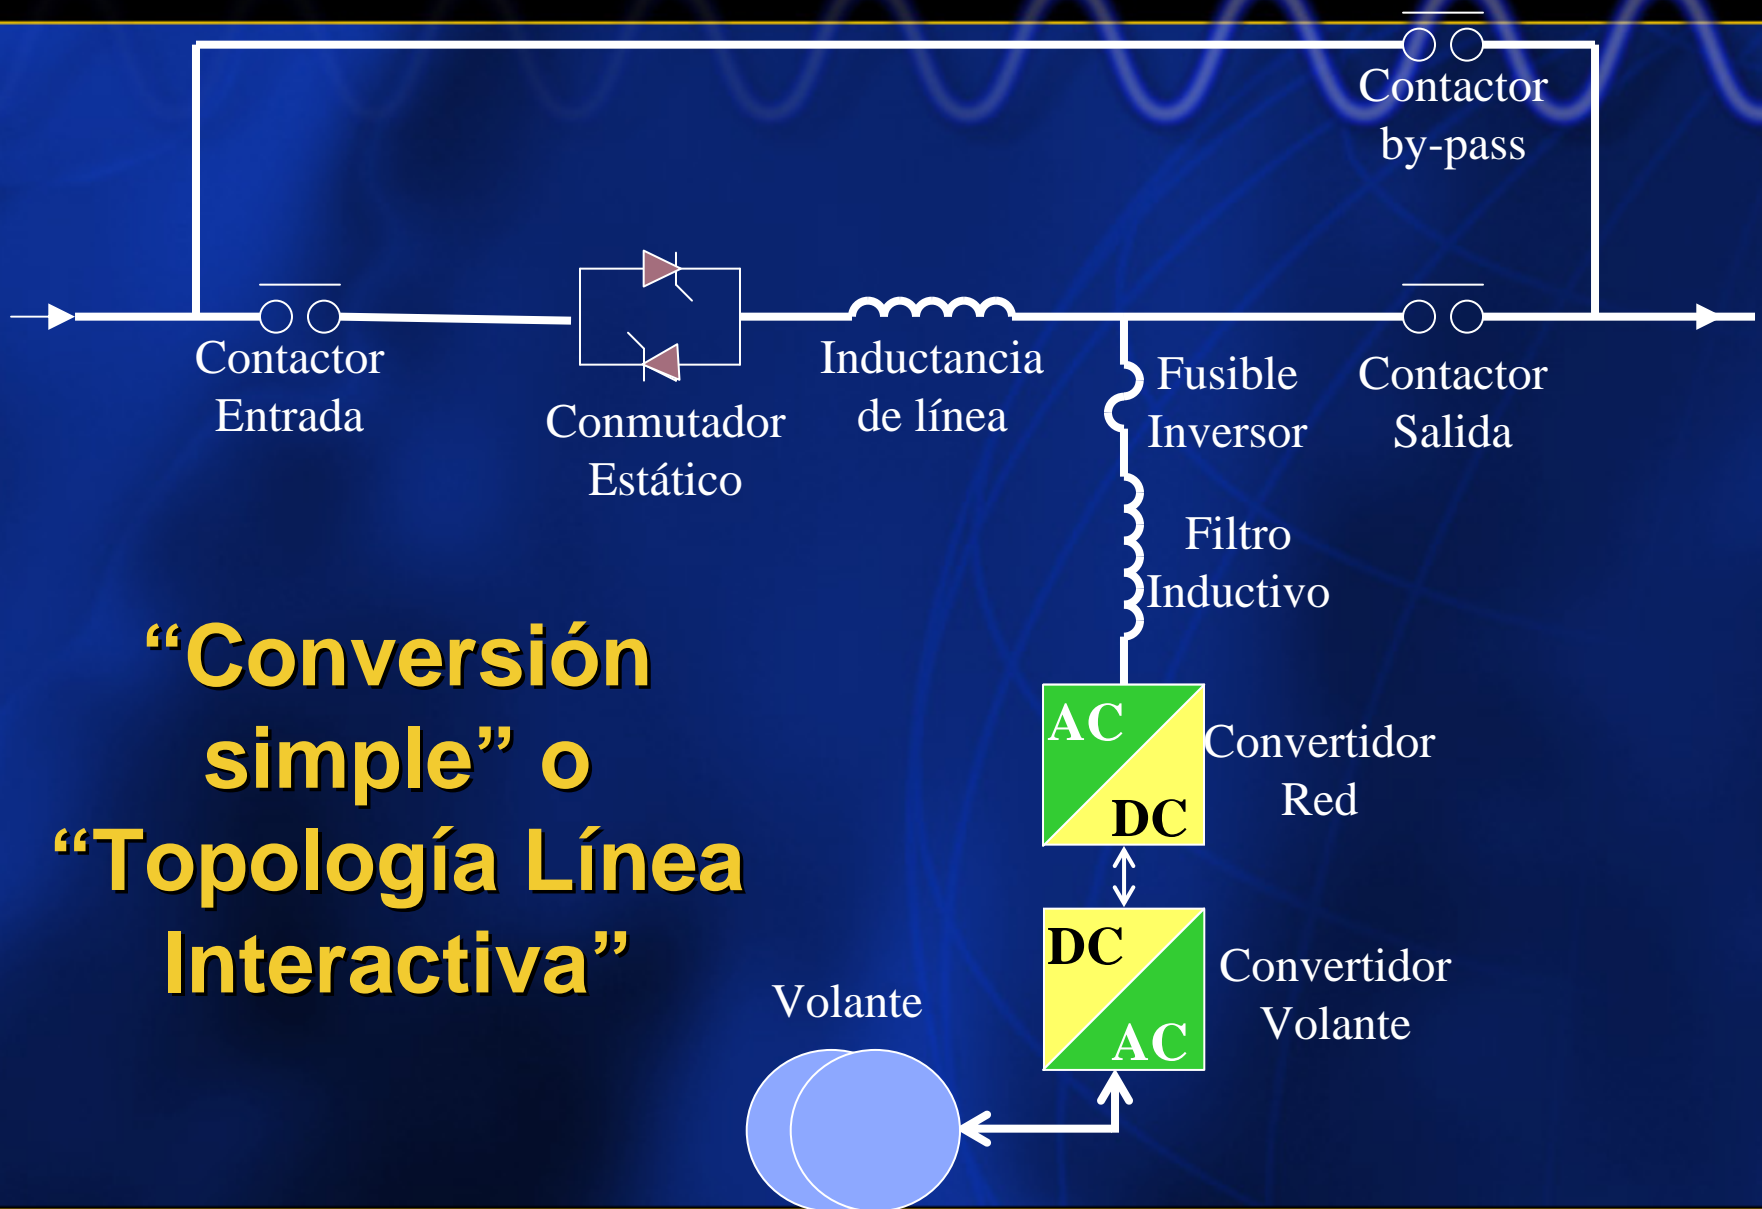 Contactor
by-pass
Contactor
Entrada
Conmutador
Estático
Inductancia
de línea
Fusible
Inversor
Contactor
Salida
Filtro
Inductivo
“Conversión
simple” o
“Topología Línea
Interactiva”
AC
DC
Convertidor
Red
DC
AC
Convertidor
Volante
Volante